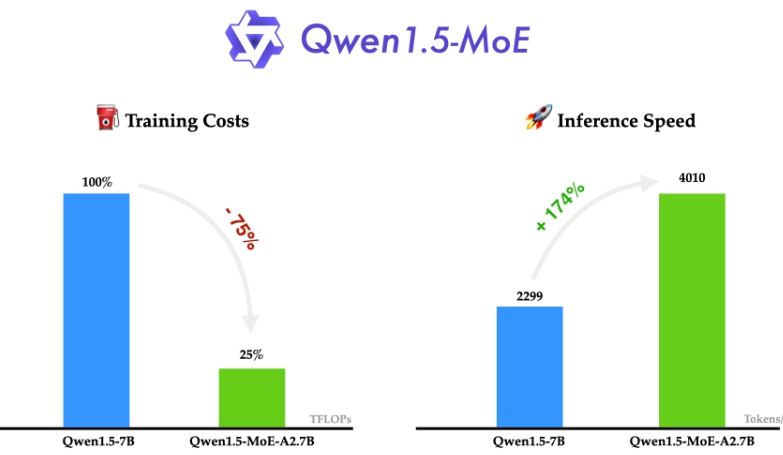 Qwen1.5-MoE
Training Costs
100%
- 75%
25%
TFLOPs
Qwen1.5-7B
Qwen1.5-MoE-A2.7B
Inference Speed
4010
+ 174%
2299
Tokens/
Qwen1.5-7B
Qwen1.5-MoE-A2.7B